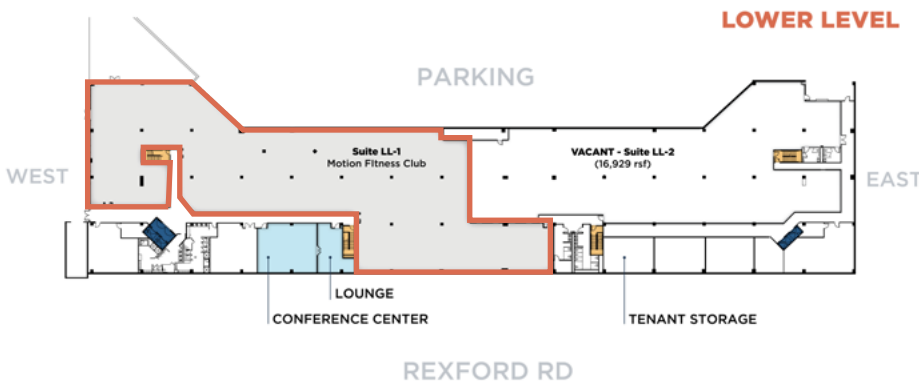 LOWER LEVEL
PARKING
Suite LL-1
Motion Fitness Club
VACANT - Suite LL-2
(16,929 rsf)
WEST
EAST
LOUNGE
CONFERENCE CENTER
TENANT STORAGE
REXFORD RD